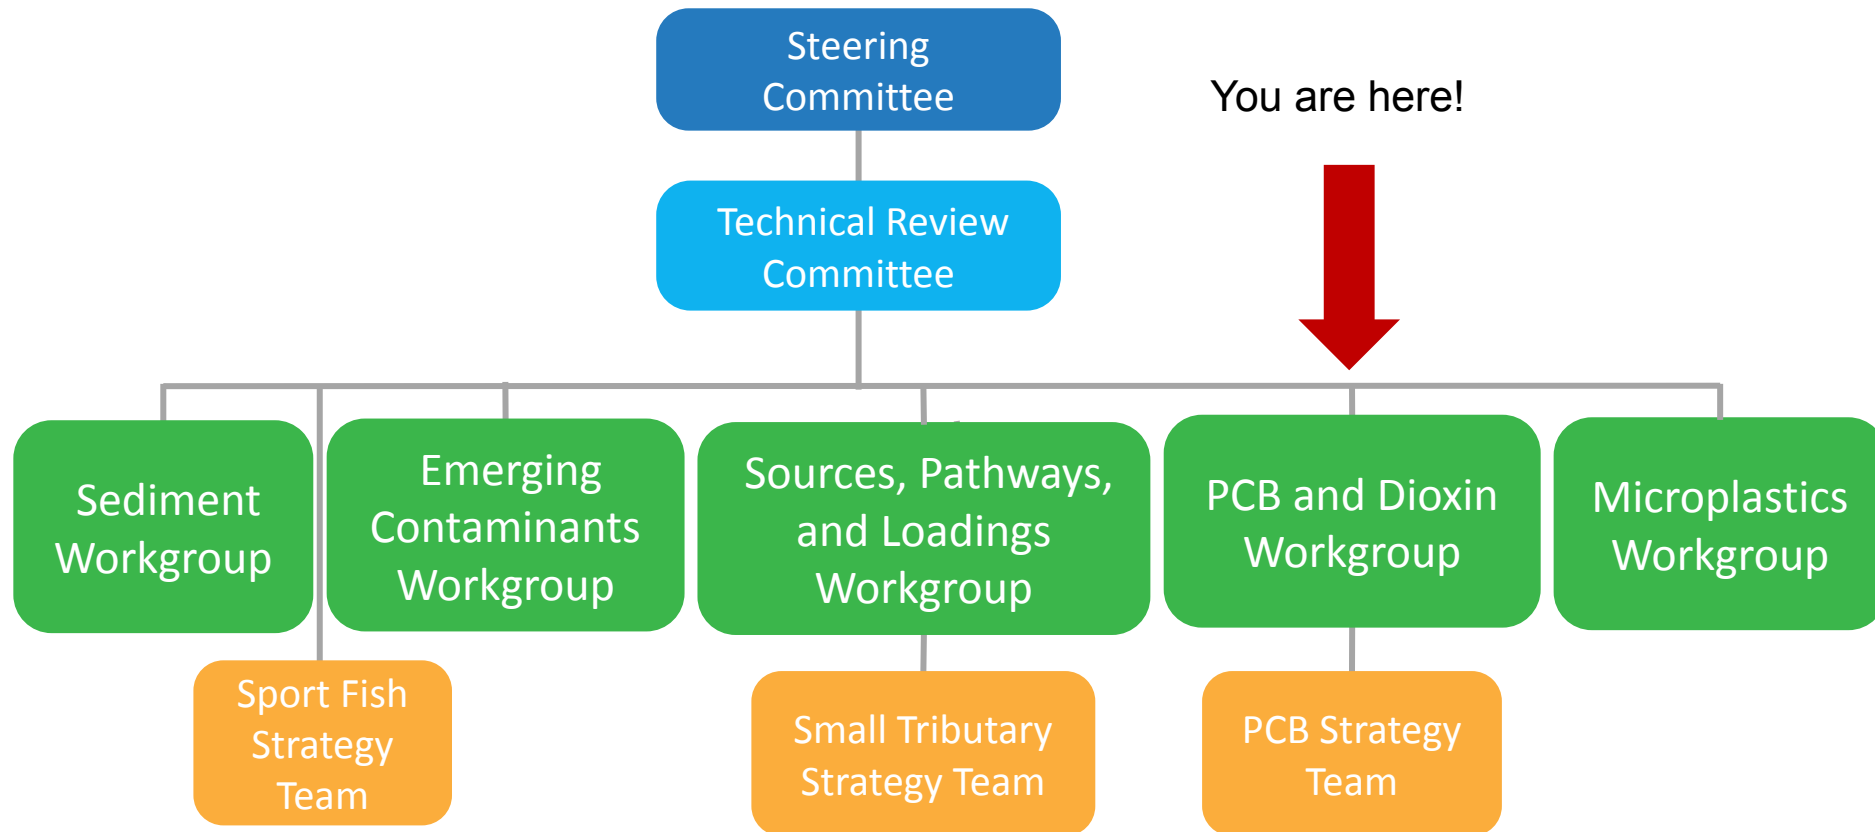 Steering
Committee
You are here!
Technical Review
Committee
Sediment
Workgroup
Emerging
Contaminants
Workgroup
Sources, Pathways,
and Loadings
Workgroup
PCB and Dioxin
Workgroup
Microplastics
Workgroup
Sport Fish
Strategy
Team
Small Tributary
Strategy Team
PCB Strategy
Team